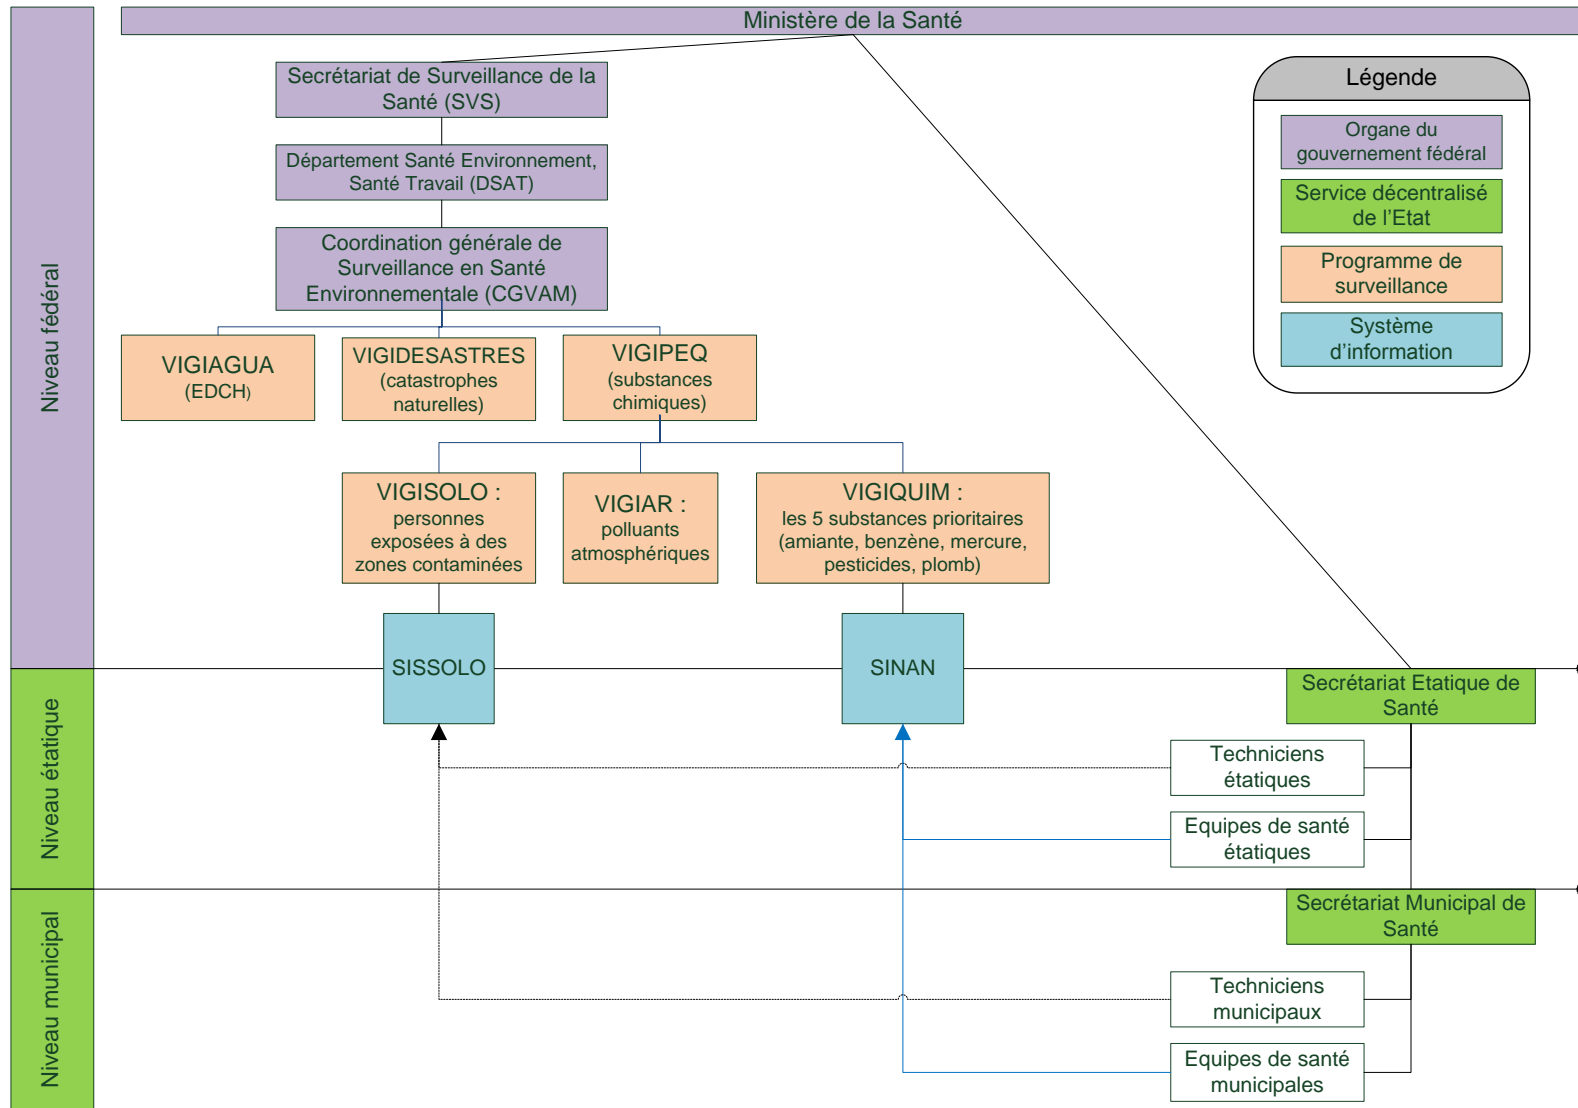 Ministère de la Santé
Secrétariat de Surveillance de la
Santé (SVS)
Département Santé Environnement,
Santé Travail (DSAT)
Coordination générale de
Surveillance en Santé
Environnementale (CGVAM)
VIGIAGUA
(EDCH)
VIGIDESASTRES
(catastrophes
naturelles)
VIGIPEQ
(substances
chimiques)
VIGISOLO :
personnes
exposées à des
zones contaminées
VIGIAR :
polluants
atmosphériques
VIGIQUIM :
les 5 substances prioritaires
(amiante, benzène, mercure,
pesticides, plomb)
SISSOLO
SINAN
Légende
Organe du
gouvernement fédéral
Service décentralisé
de l'Etat
Programme de
surveillance
Système
d'information
Niveau fédéral
Niveau étatique
Niveau municipal
Secrétariat Etatique de
Santé
Techniciens
étatiques
Equipes de santé
étatiques
Secrétariat Municipal de
Santé
Techniciens
municipaux
Equipes de santé
municipales